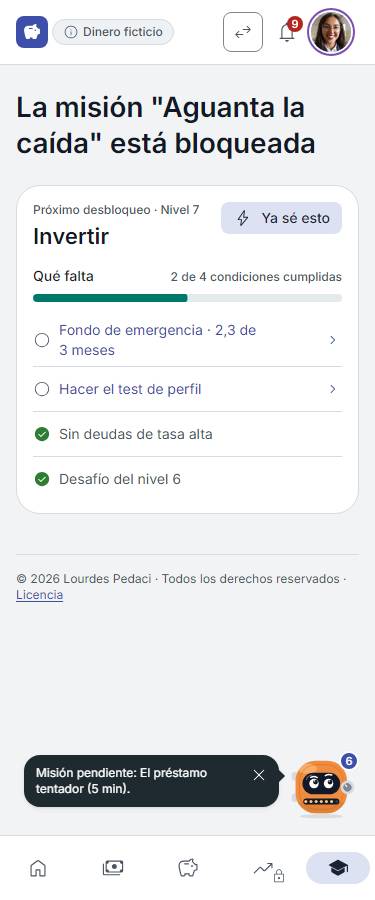 Dinero ficticio
9
La misión "Aguanta la
caída" está bloqueada
Próximo desbloqueo · Nivel 7
Invertir
Ya sé esto
Qué falta
2 de 4 condiciones cumplidas
Fondo de emergencia · 2,3 de
3 meses
Hacer el test de perfil
Sin deudas de tasa alta
Desafío del nivel 6
© 2026 Lourdes Pedaci · Todos los derechos reservados ·
Licencia
Misión pendiente: El préstamo
tentador (5 min).
6